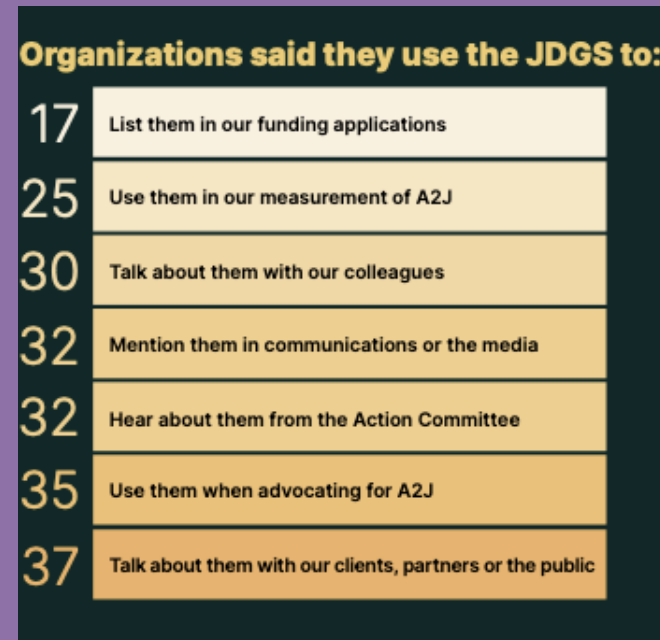 Organizations said they use the JDGS to:
17 List them in our funding applications
25 Use them in our measurement of A2J
30 Talk about them with our colleagues
32 Mention them in communications or the media
32 Hear about them from the Action Committee
35 Use them when advocating for A2J
37 Talk about them with our clients, partners or the public